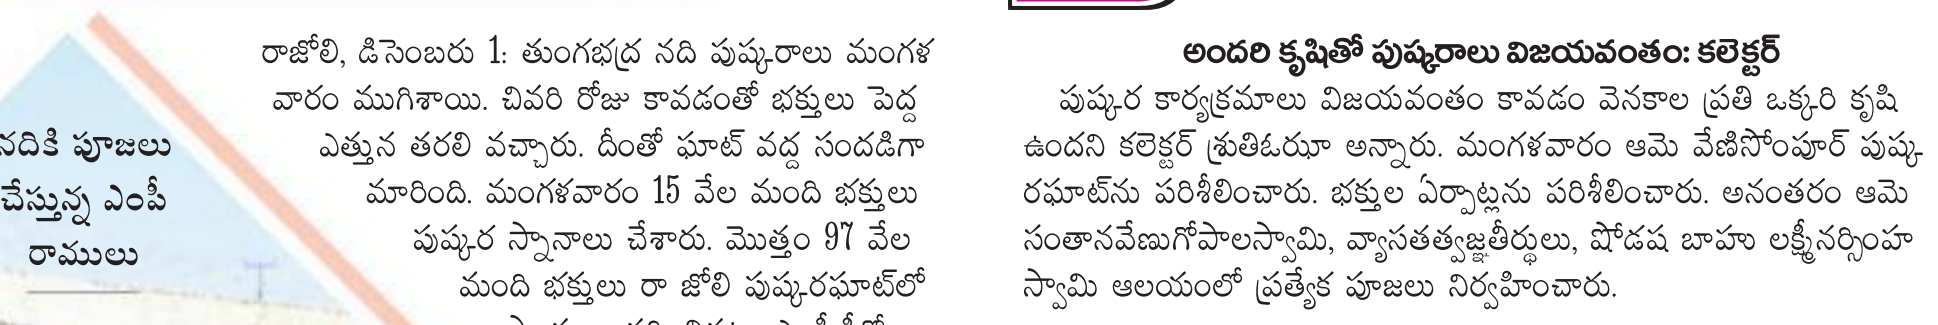 నదికి పూజలు
చేస్తున్న ఎంపీ
రాములు
రాజోలి, డిసెంబరు 1: తుంగభద్ర నది పుష్కరాలు మంగళ
వారం ముగిశాయి. చివరి రోజు కావడంతో భక్తులు పెద్ద
ఎత్తున తరలి వచ్చారు. దీంతో ఘాట్ వద్ద సందడిగా
మారింది. మంగళవారం 15 వేల మంది భక్తులు
పుష్కర స్నానాలు చేశారు. మొత్తం 97 వేల
మంది భక్తులు రా జోలి పుష్కరఘాట్‌లో
అందరి కృషితో పుష్కరాలు విజయవంతం: కలెక్టర్
పుష్కర కార్యక్రమాలు విజయవంతం కావడం వెనకాల ప్రతి ఒక్కరి కృషి
ఉందని కలెక్టర్ శ్రుతిఓఝా అన్నారు. మంగళవారం ఆమె వేణిసోంపూర్ పుష్క
రఘాట్‌ను పరిశీలించారు. భక్తుల ఏర్పాట్లను పరిశీలించారు. అనంతరం ఆమె
సంతానవేణుగోపాలస్వామి, వ్యాసతత్వజ్ఞతీర్థులు, షోడష బాహు లక్ష్మీనర్సింహ
స్వామి ఆలయంలో ప్రత్యేక పూజలు నిర్వహించారు.